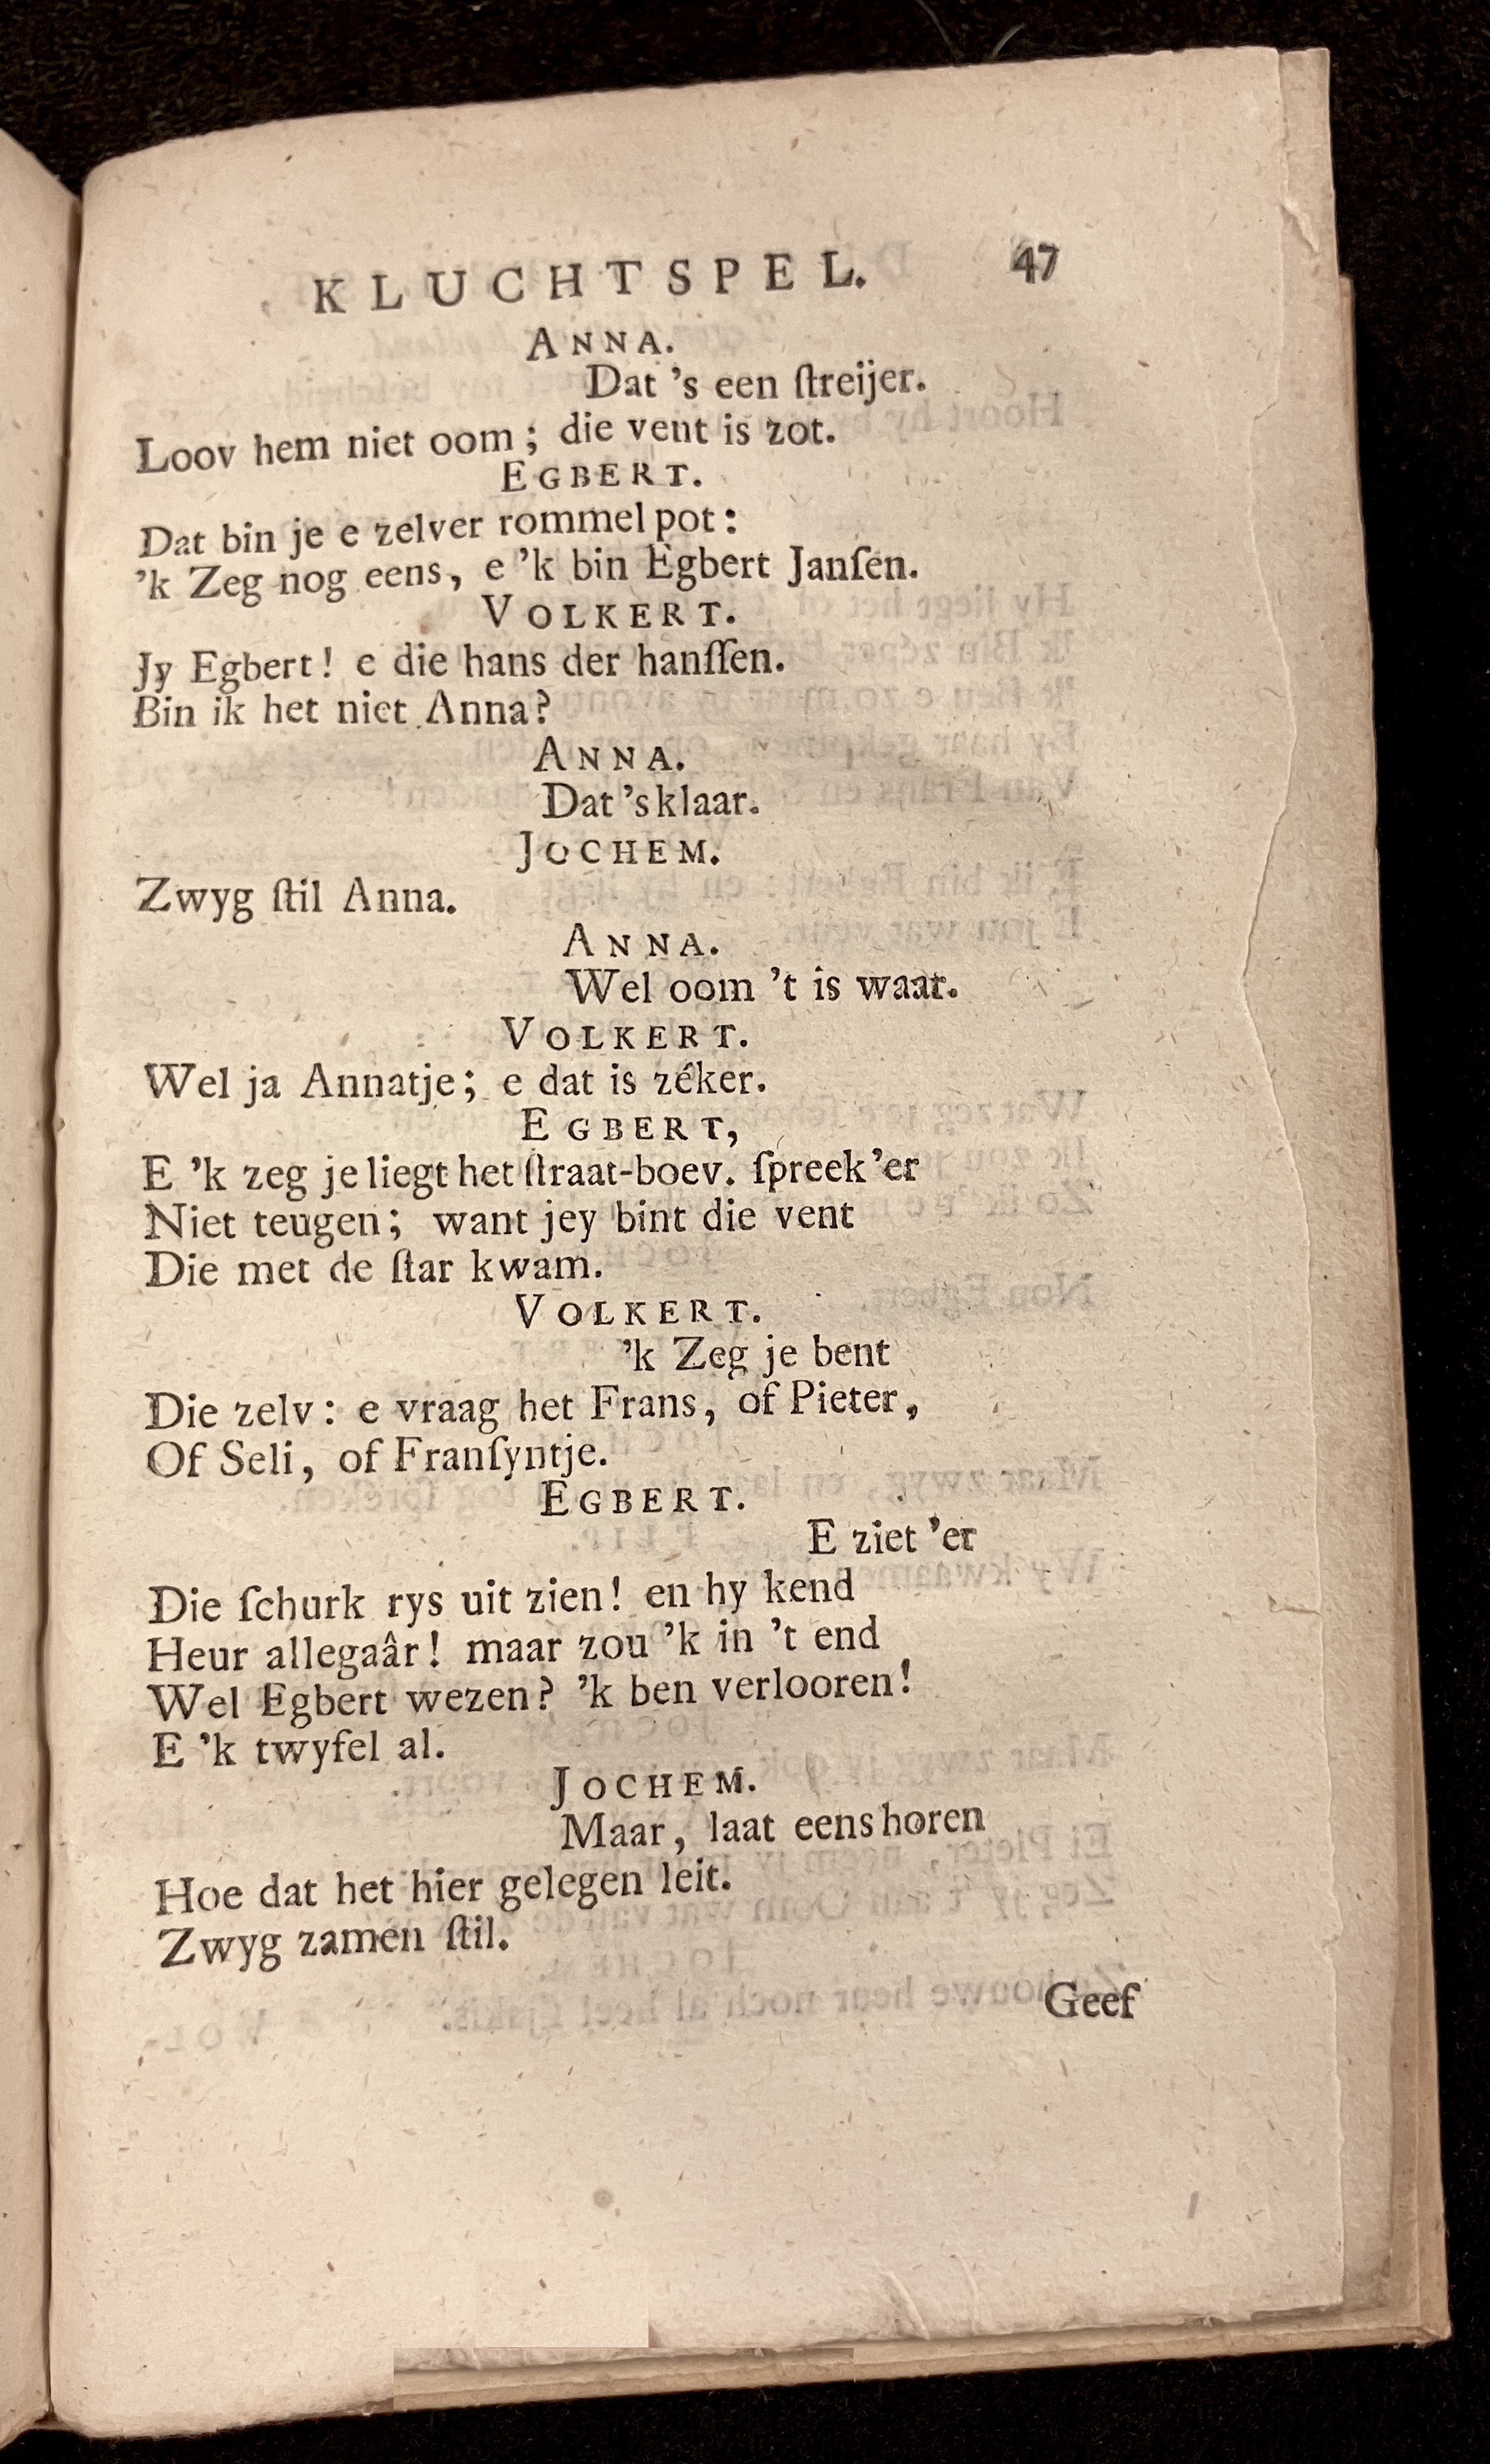 KLUCHTSPEL. 47
ANNA.
Dat 's een ſtreijer.
Loov hem niet oom; die vent is zot.
EGBERT.
Dat bin je e zelver rommelpot:
'k Zeg nog eens, e 'k bin Egbert Janſen.
VOLKERT.
Jy Egbert! e die hans der hanſſen.
Bin ik het niet Anna?
ANNA.
Dat 's klaar.
JOCHEM.
Zwyg ſtil Anna.
ANNA.
Wel oom 't is waar.
VOLKERT.
Wel ja Annatje; e dat is zéker.
EGBERT,
E 'k zeg je liegt het ſtraat-boev. ſpreek 'er
Niet teugen; want jey bint die vent
Die met de ſtar kwam.
VOLKERT.
'k Zeg je bent
Die zelv: e vraag het Frans, of Pieter,
Of Seli, of Franſyntje.
EGBERT.
E ziet 'er
Die ſchurk rys uit zien! en hy kend
Heur allegaâr! maar zou 'k in 't end
Wel Egbert wezen? 'k ben verlooren!
E 'k twyfel al.
JOCHEM.
Maar, laat eens horen
Hoe dat het hier gelegen leit.
Zwyg zamen ſtil.
Geef